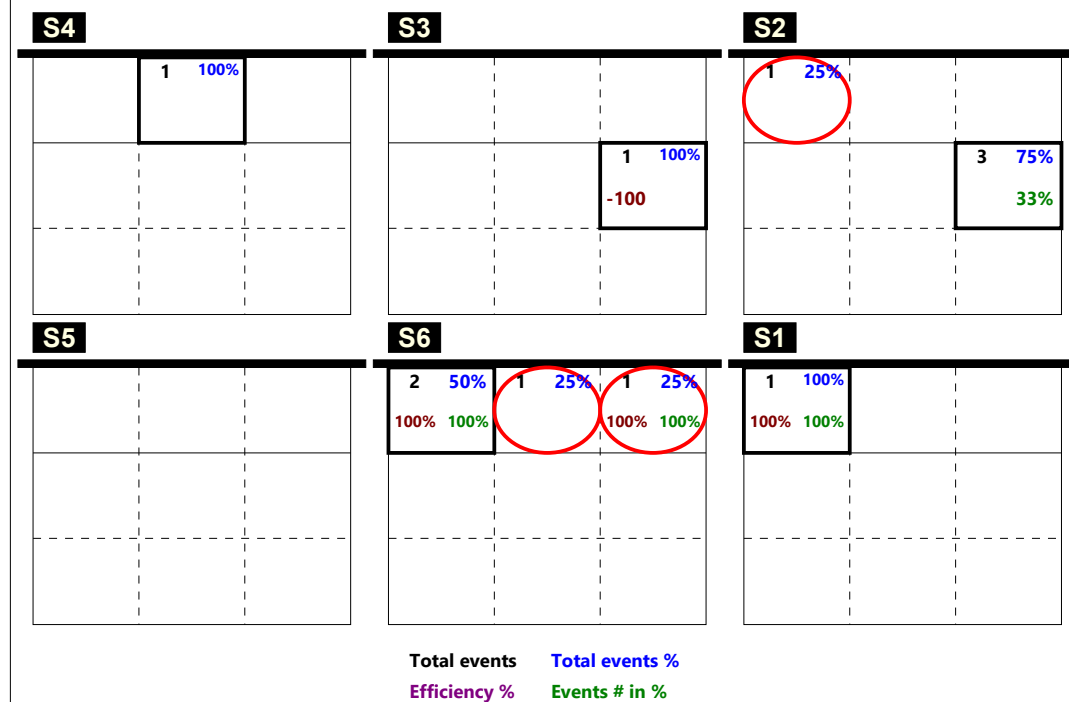 S4 S3 S2
1 100% 1 25%
1 100% 3 75%
-100 33%
S5 S6 S1
2 50% 1 25% 1 25% 1 100%
100% 100% 100% 100% 100% 100%
Total events Total events %
Efficiency % Events # in %